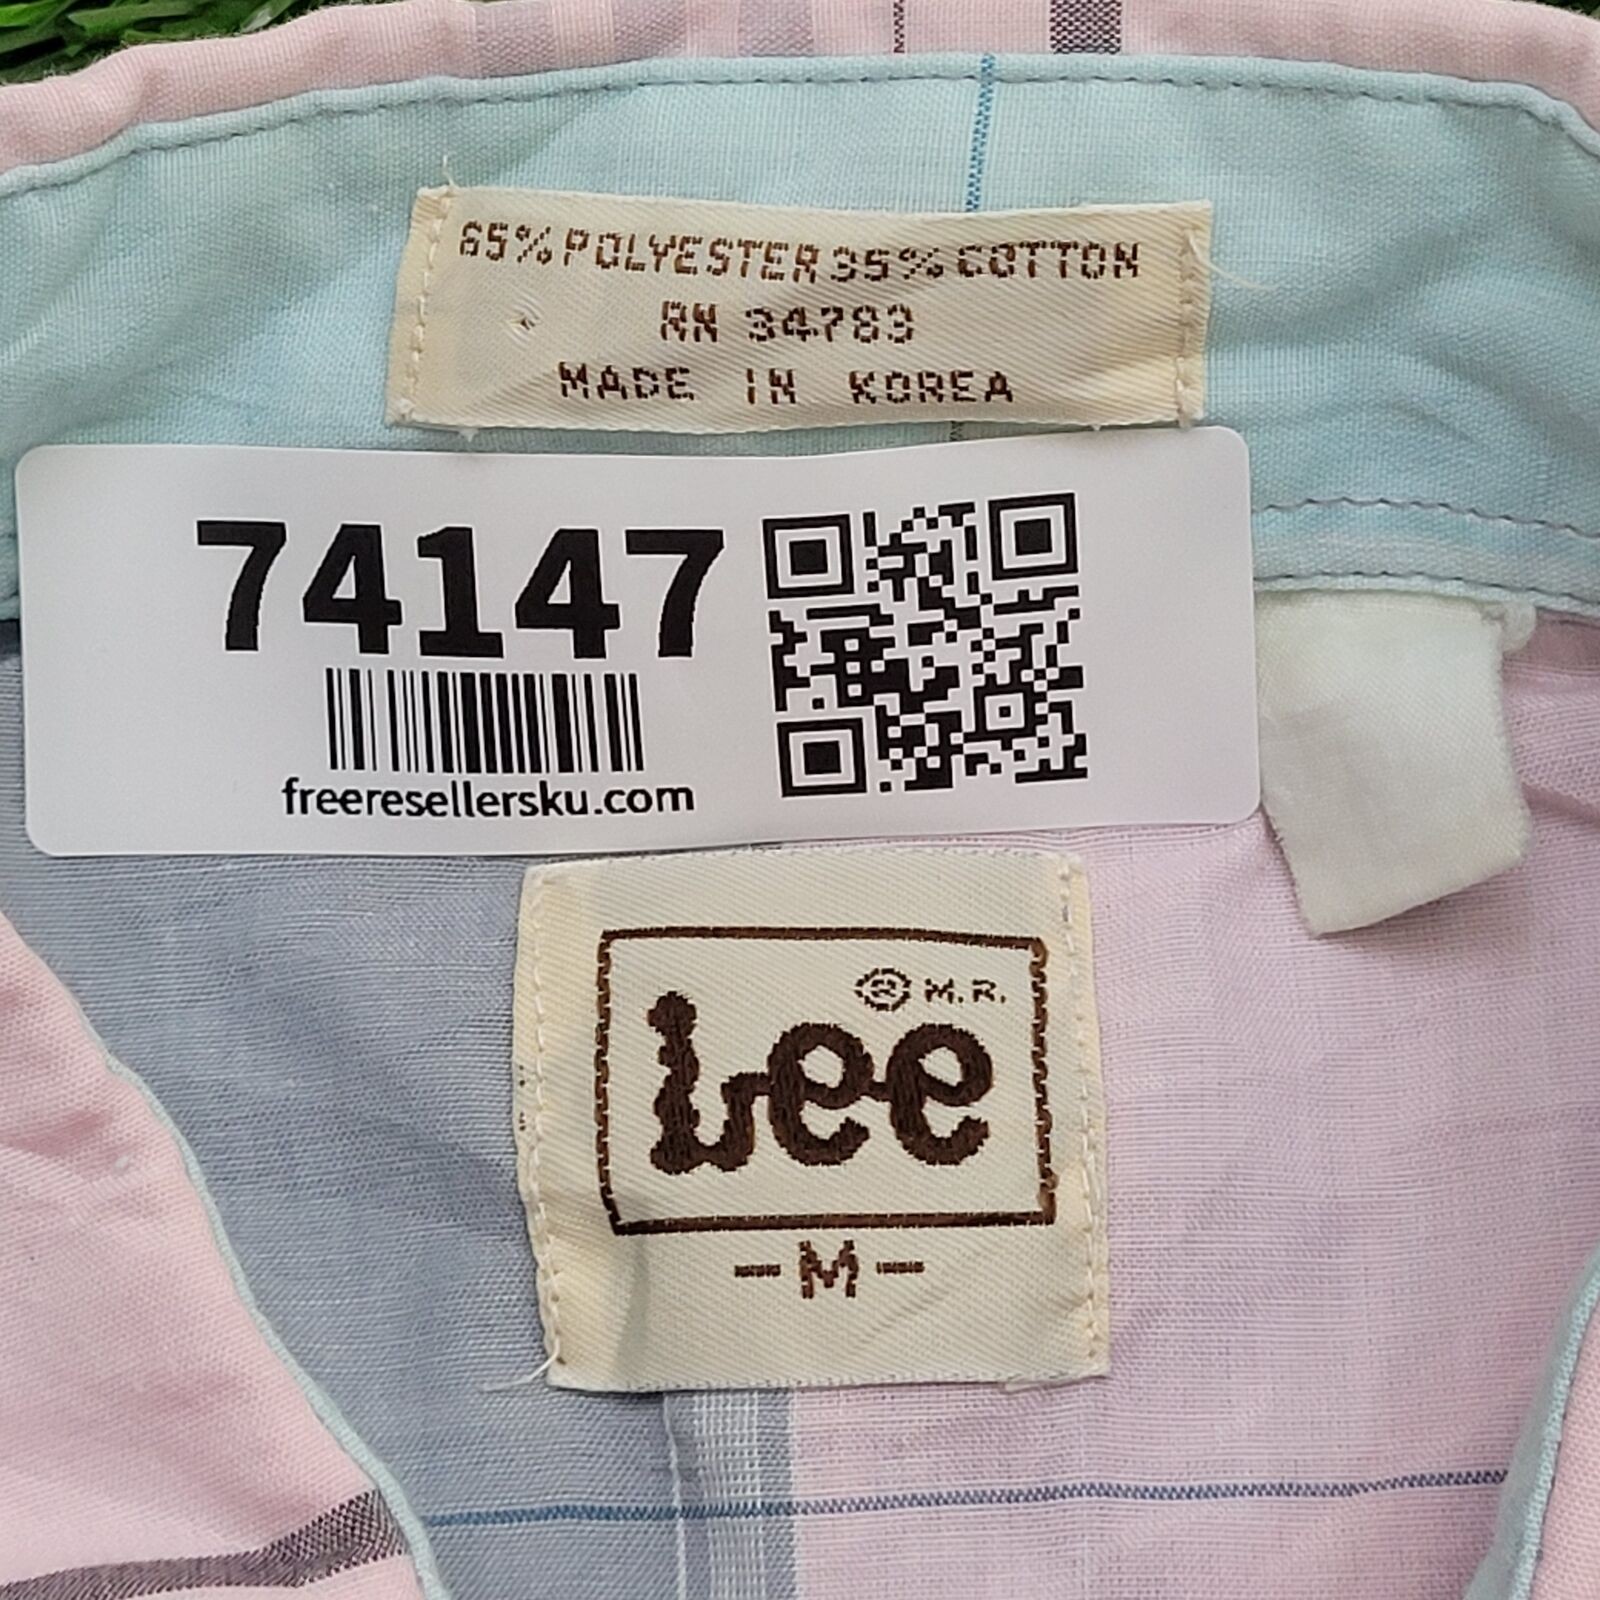 65% POLYESTER 35% COTTON
RN 34783
MADE IN KOREA
74147
freeresellersku.com
® M.R.
Lee
- M -